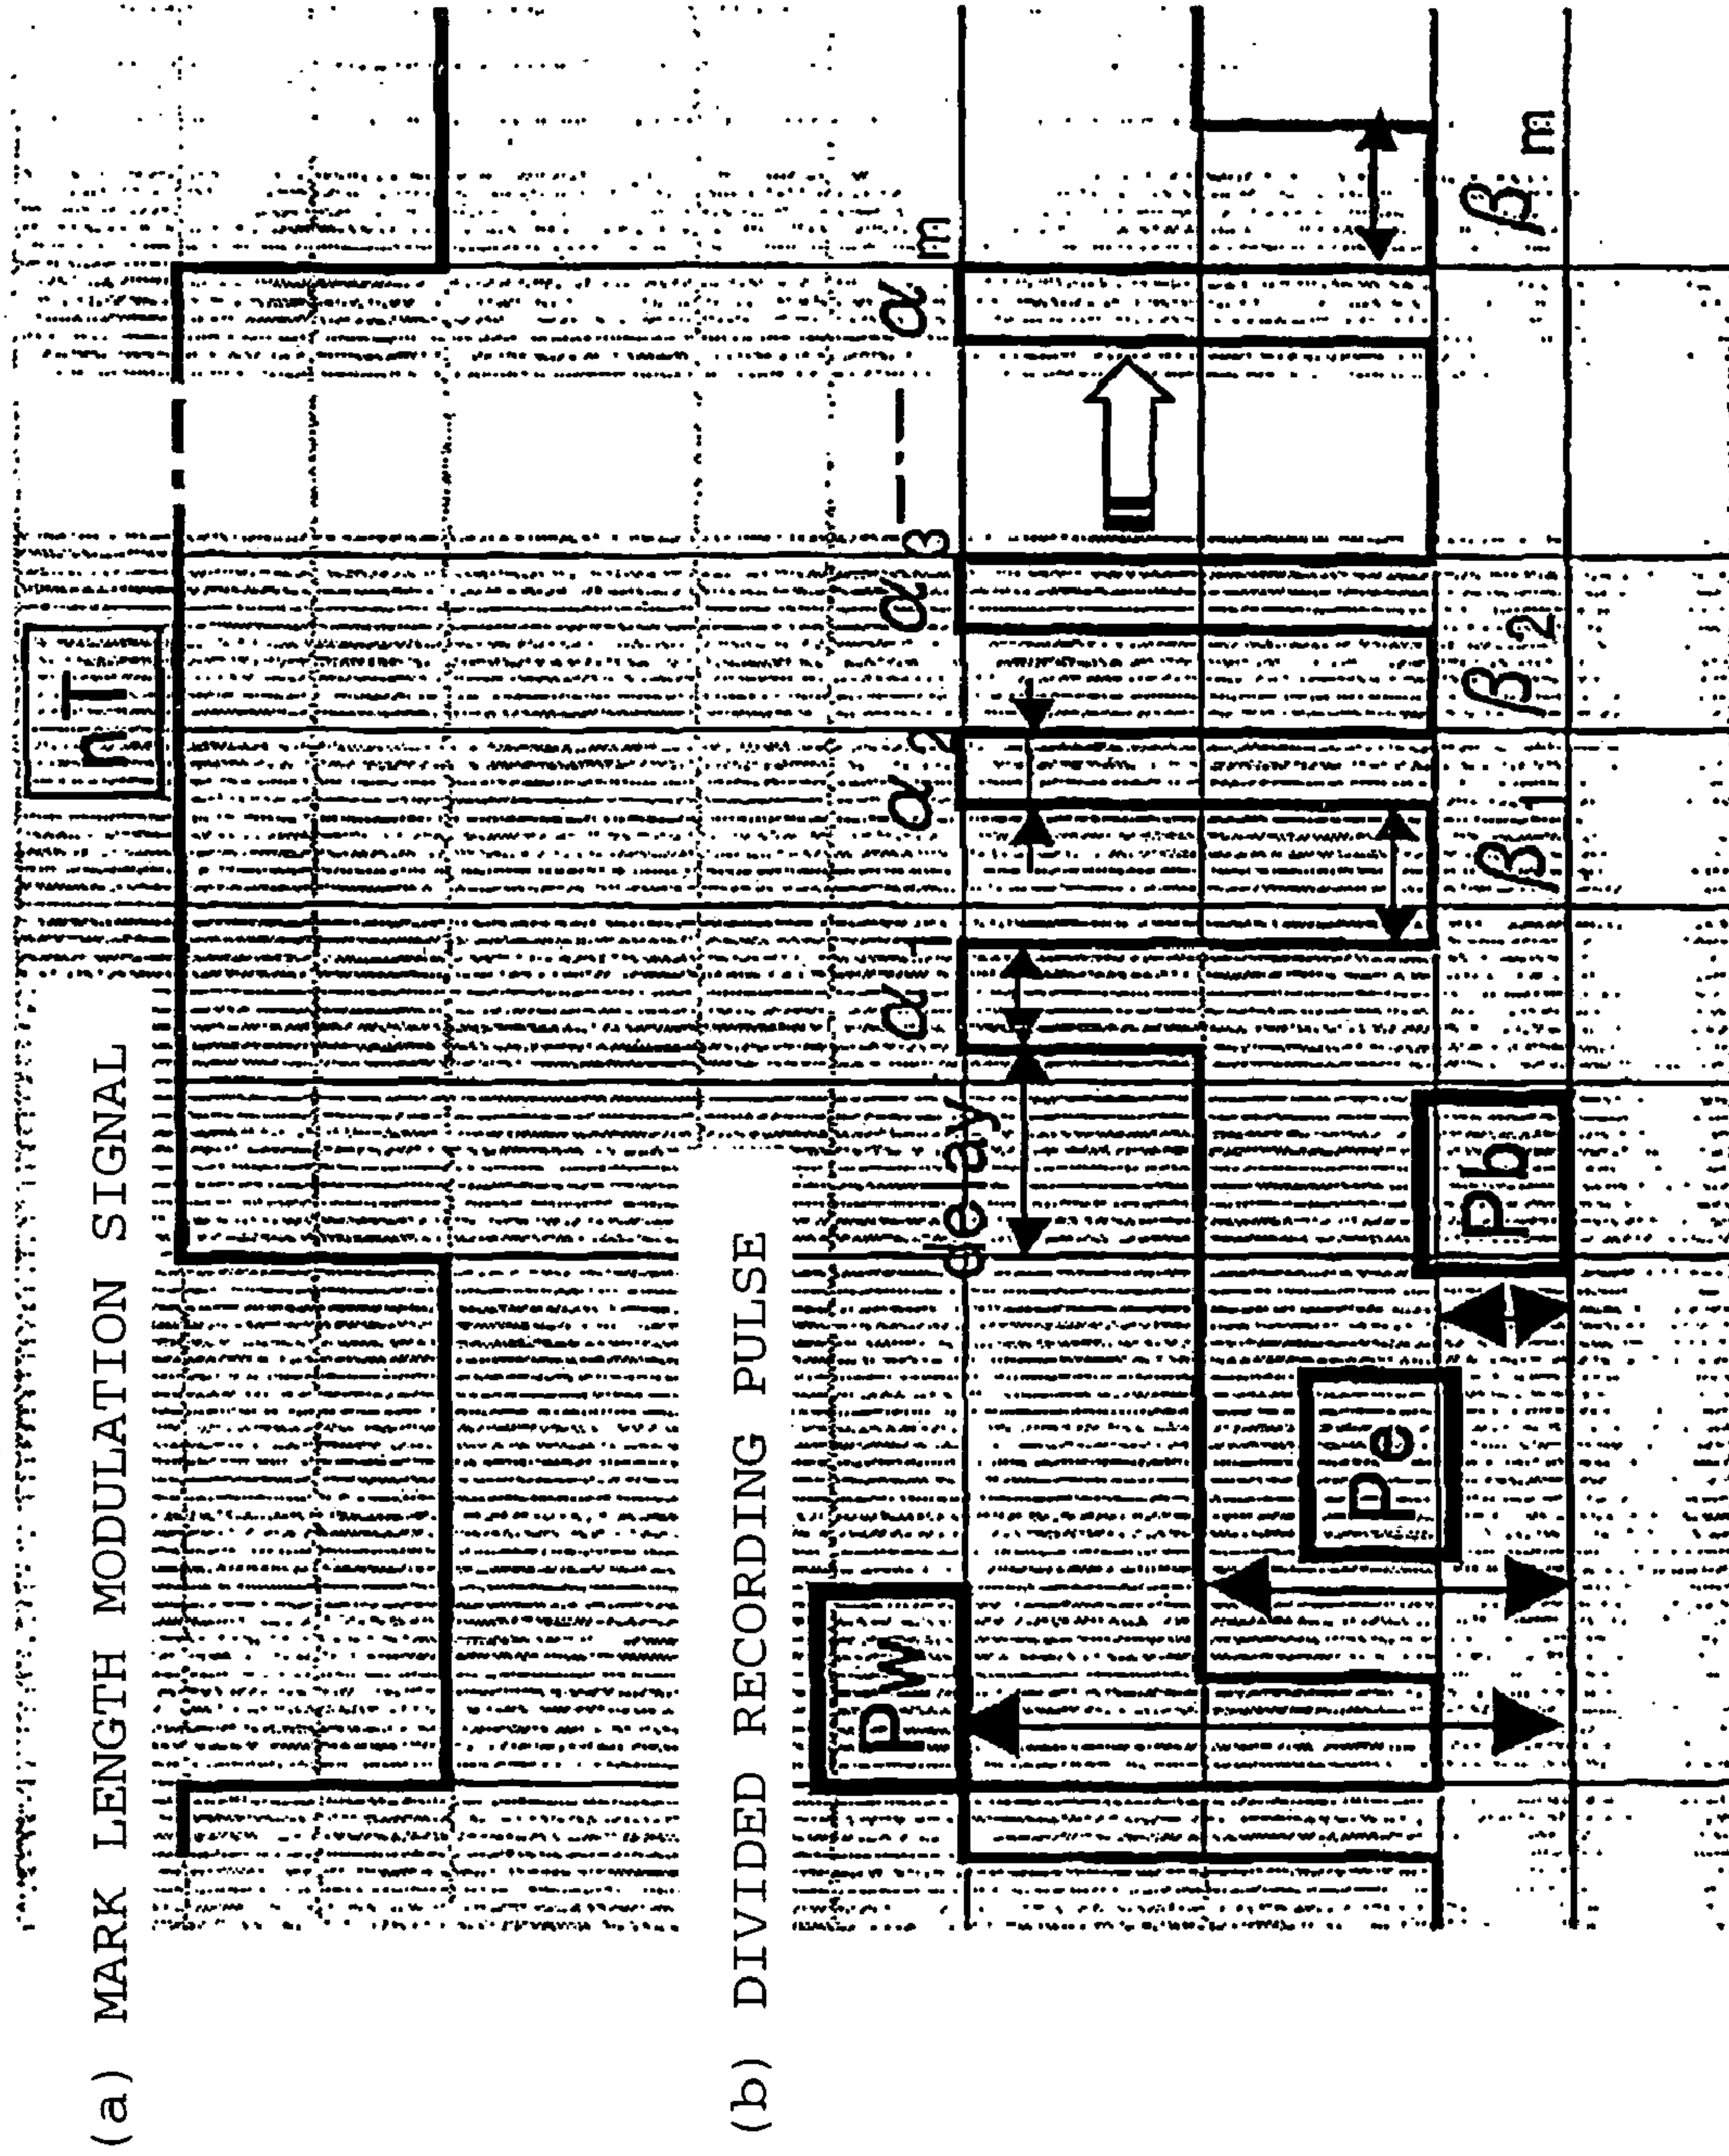 (a) MARK LENGTH MODULATION SIGNAL
nT
(b) DIVIDED RECORDING PULSE
Pw
delay
α1
α2
α3
αm
Pe
Pb
β1
β2
βm